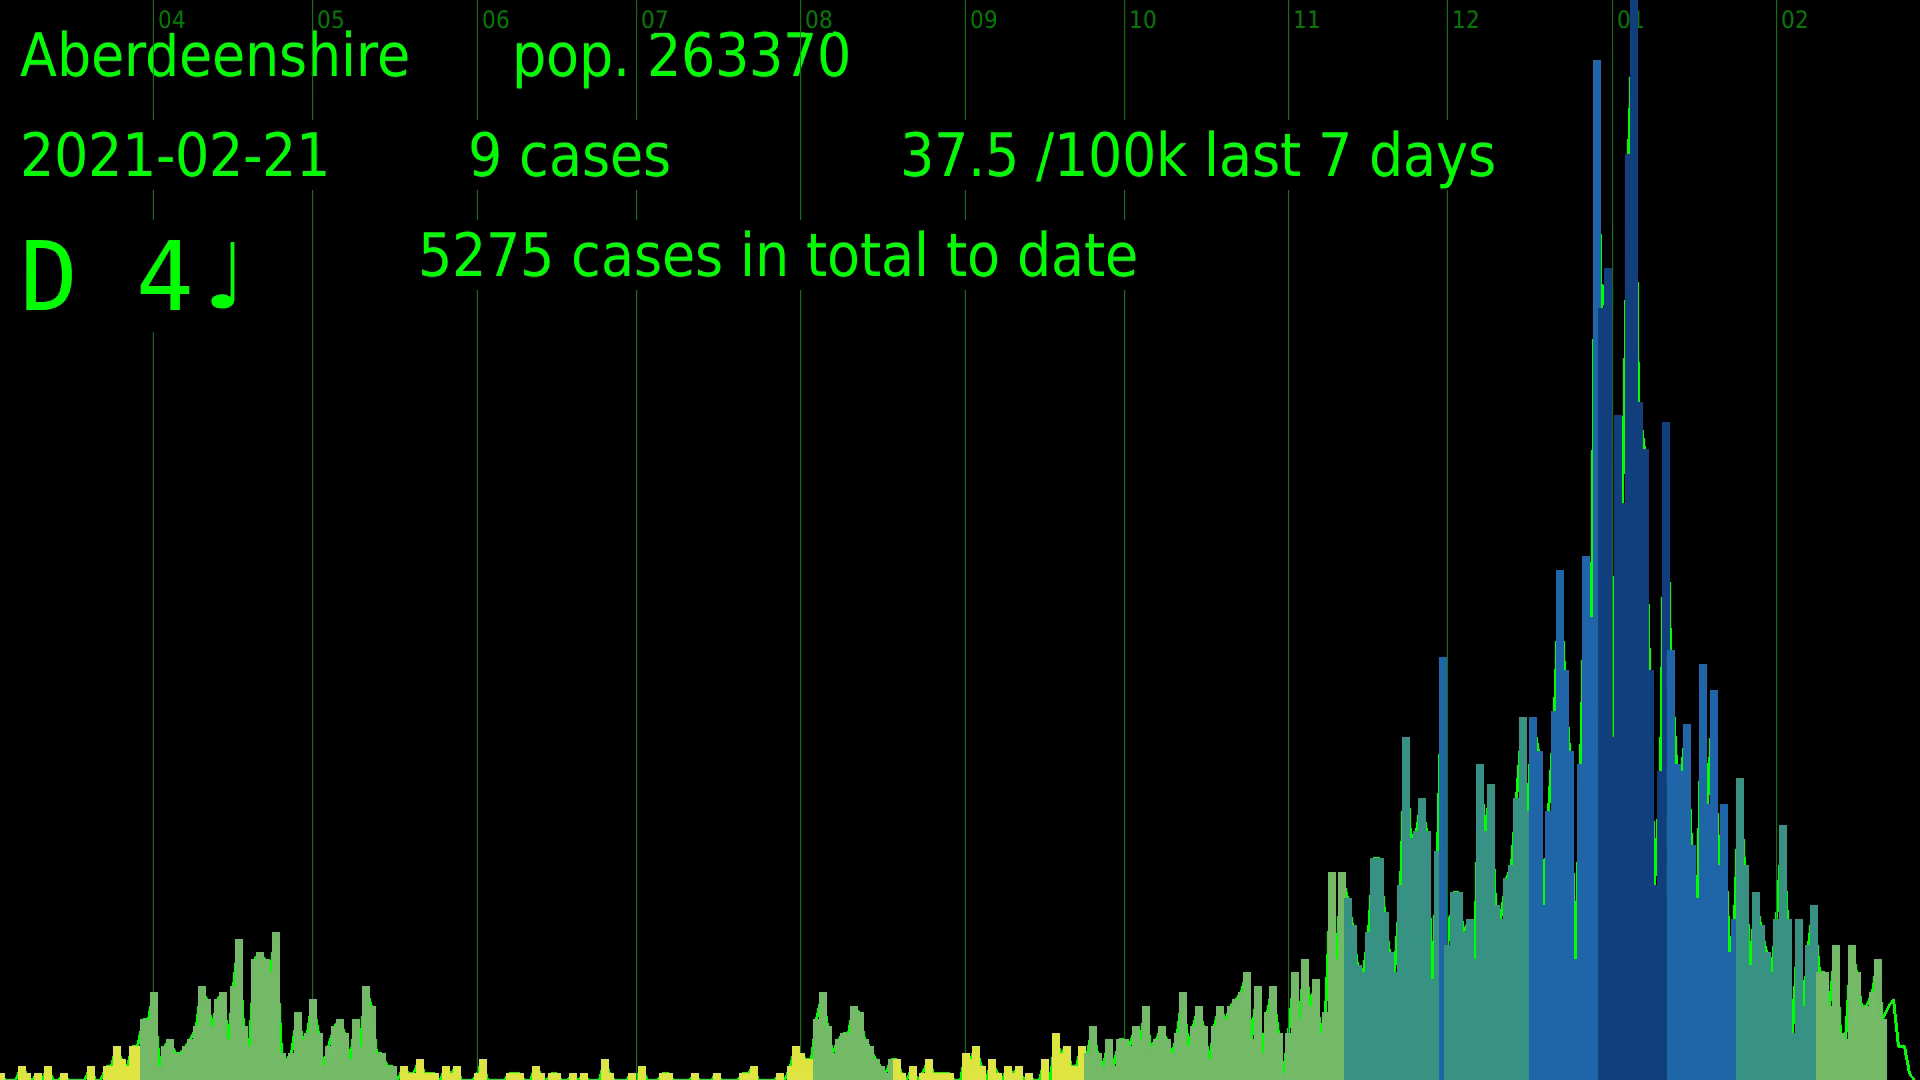 04 05 06 07 08 09 10 11 12 01 02
Aberdeenshire pop. 263370
2021-02-21 9 cases 37.5 /100k last 7 days
D 4♩ 5275 cases in total to date